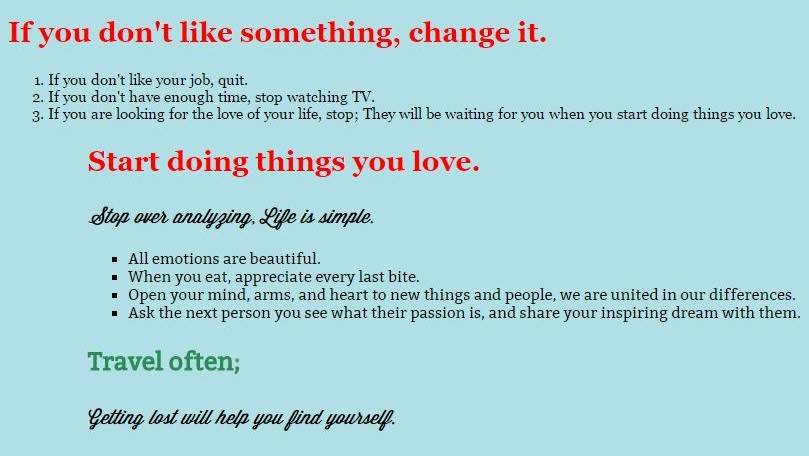 If you don't like something, change it.
1. If you don't like your job, quit.
2. If you don't have enough time, stop watching TV.
3. If you are looking for the love of your life, stop; They will be waiting for you when you start doing things you love.
Start doing things you love.
Stop over analyzing, Life is simple.
▪ All emotions are beautiful.
▪ When you eat, appreciate every last bite.
▪ Open your mind, arms, and heart to new things and people, we are united in our differences.
▪ Ask the next person you see what their passion is, and share your inspiring dream with them.
Travel often;
Getting lost will help you find yourself.